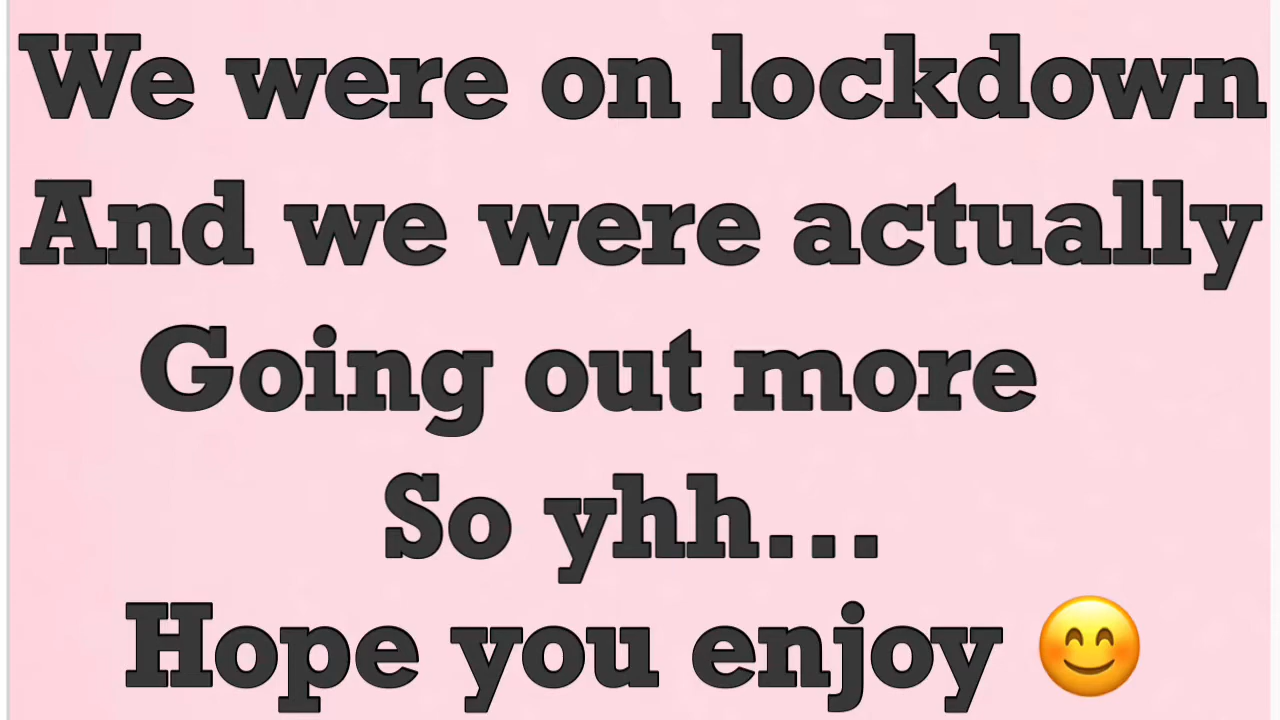 We were on lockdown
And we were actually
Going out more
So yhh...
Hope you enjoy 😊